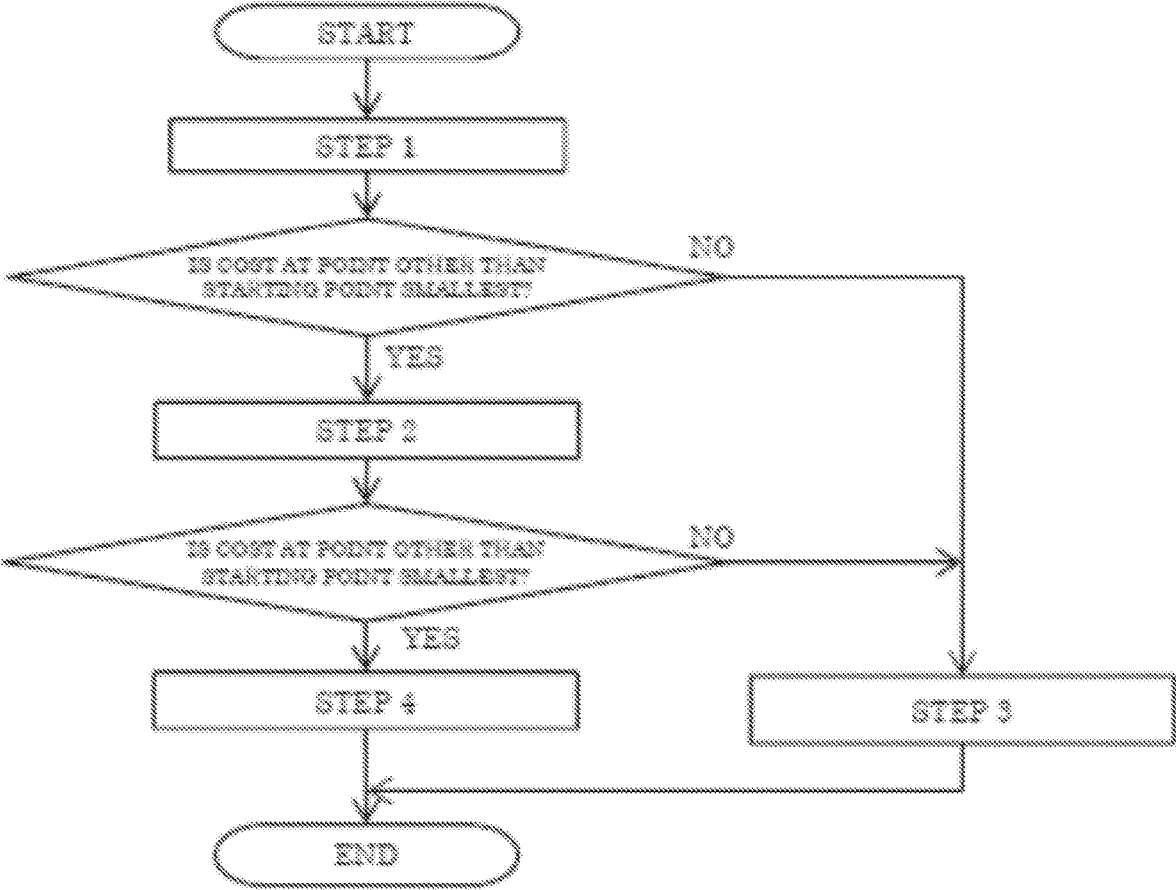 START
STEP 1
IS COST AT POINT OTHER THAN
STARTING POINT SMALLEST?
NO
YES
STEP 2
IS COST AT POINT OTHER THAN
STARTING POINT SMALLEST?
NO
YES
STEP 4
STEP 3
END